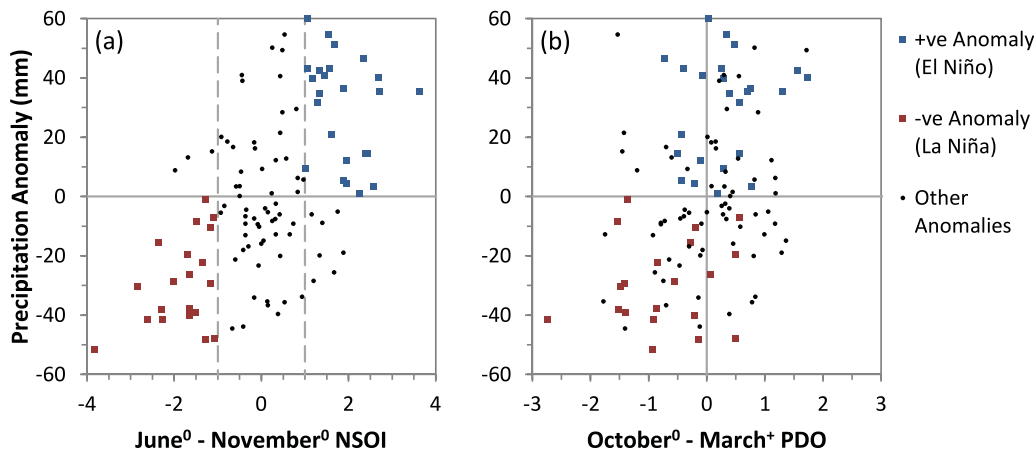 Precipitation Anomaly (mm)
(a)
60
40
20
0
-20
-40
-60
-4
-2
0
2
4
June⁰ - November⁰ NSOI
(b)
60
40
20
0
-20
-40
-60
-3
-2
-1
0
1
2
3
October⁰ - March⁺ PDO
+ve Anomaly
(El Niño)
-ve Anomaly
(La Niña)
Other
Anomalies